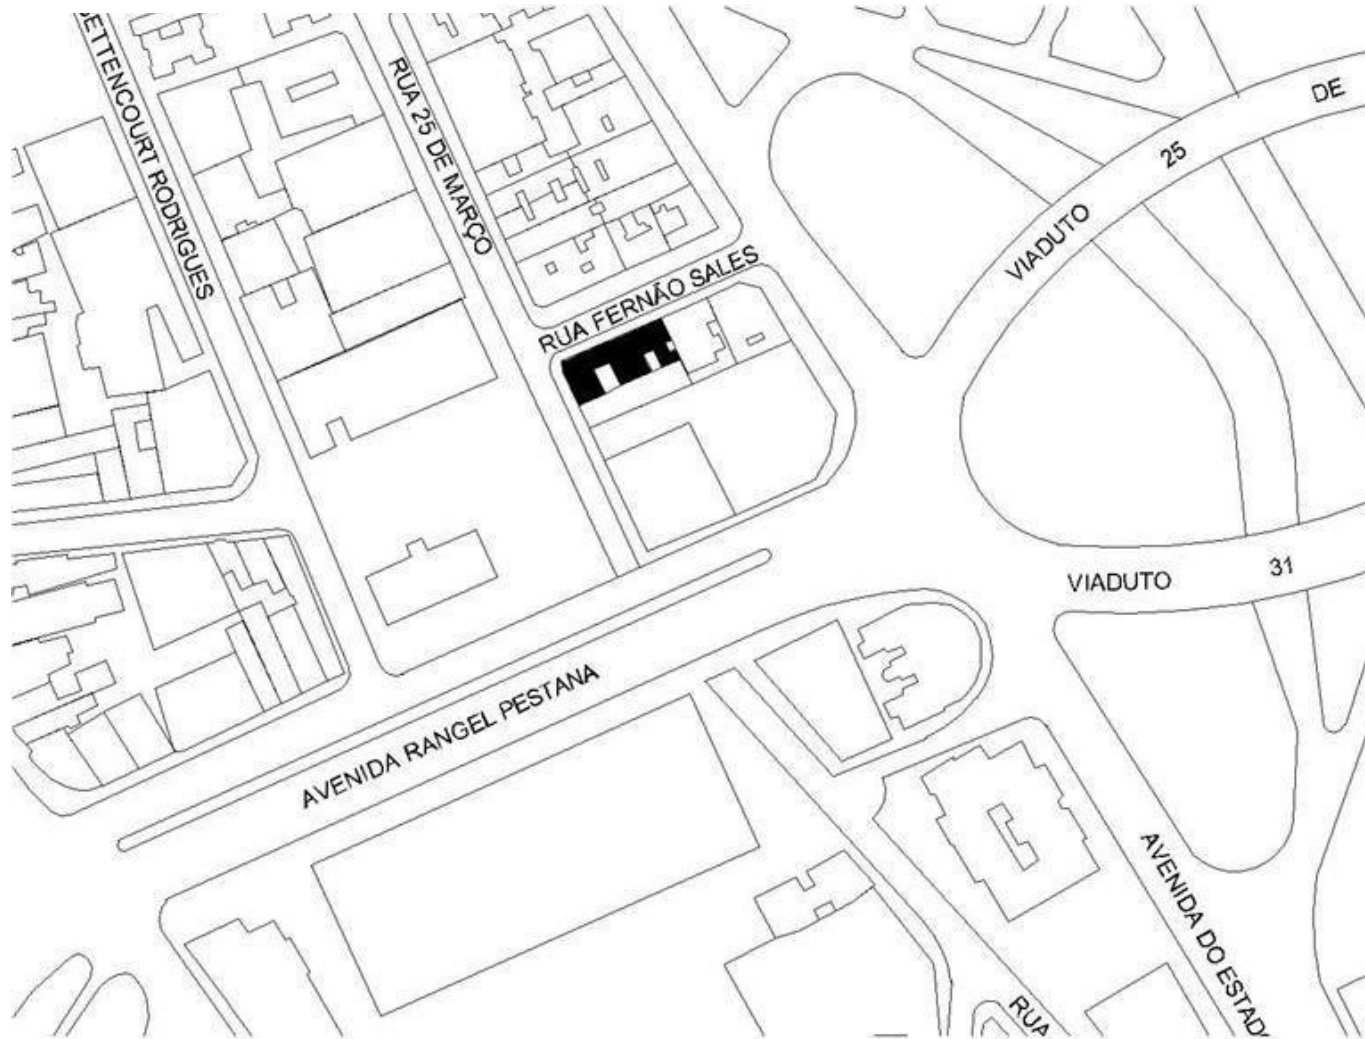 BETTENCOURT RODRIGUES
RUA 25 DE MARÇO
DE
25
VIADUTO
RUA FERNÃO SALES
VIADUTO
31
AVENIDA RANGEL PESTANA
AVENIDA DO ESTADO
RUA